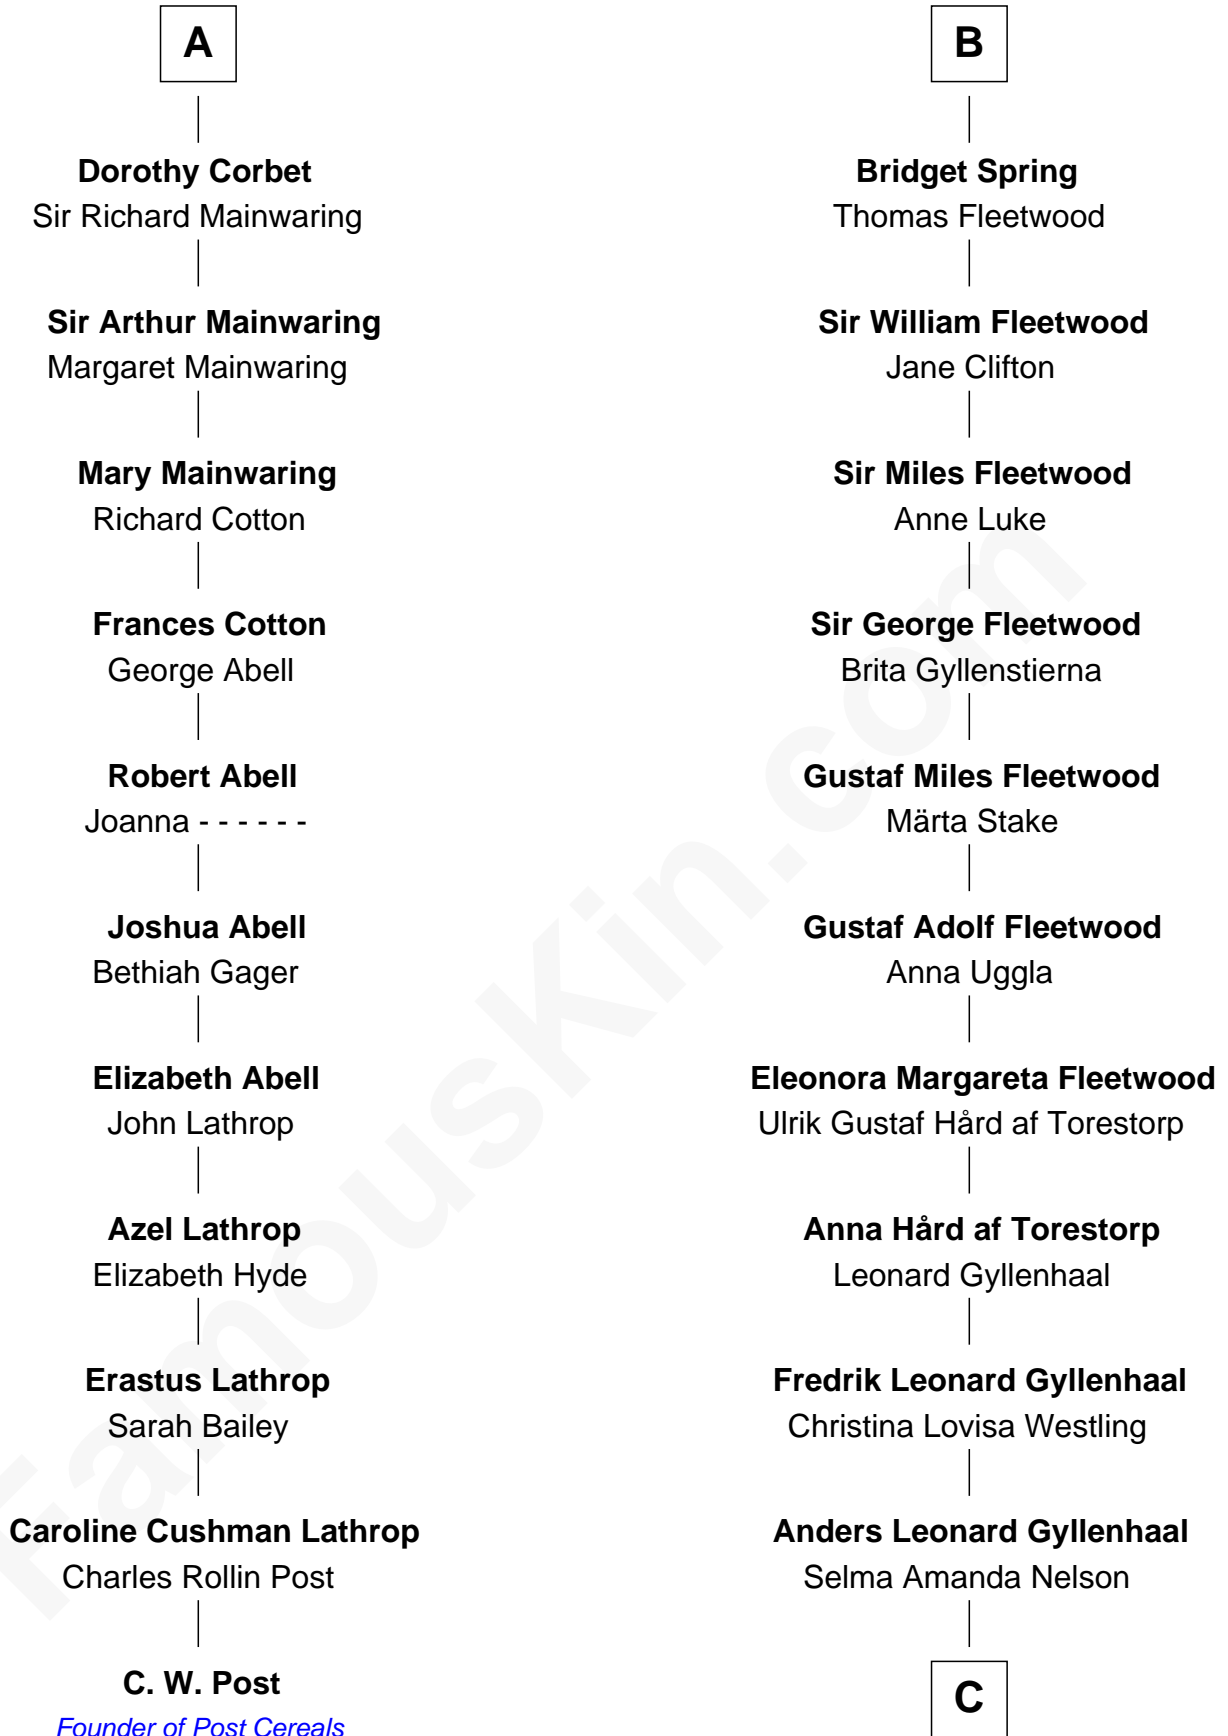 A
Dorothy Corbet
Sir Richard Mainwaring
Sir Arthur Mainwaring
Margaret Mainwaring
Mary Mainwaring
Richard Cotton
Frances Cotton
George Abell
Robert Abell
Joanna - - - - - -
Joshua Abell
Bethiah Gager
Elizabeth Abell
John Lathrop
Azel Lathrop
Elizabeth Hyde
Erastus Lathrop
Sarah Bailey
Caroline Cushman Lathrop
Charles Rollin Post
C. W. Post
Founder of Post Cereals
B
Bridget Spring
Thomas Fleetwood
Sir William Fleetwood
Jane Clifton
Sir Miles Fleetwood
Anne Luke
Sir George Fleetwood
Brita Gyllenstierna
Gustaf Miles Fleetwood
Märta Stake
Gustaf Adolf Fleetwood
Anna Uggla
Eleonora Margareta Fleetwood
Ulrik Gustaf Hård af Torestorp
Anna Hård af Torestorp
Leonard Gyllenhaal
Fredrik Leonard Gyllenhaal
Christina Lovisa Westling
Anders Leonard Gyllenhaal
Selma Amanda Nelson
C
FamousKin.com